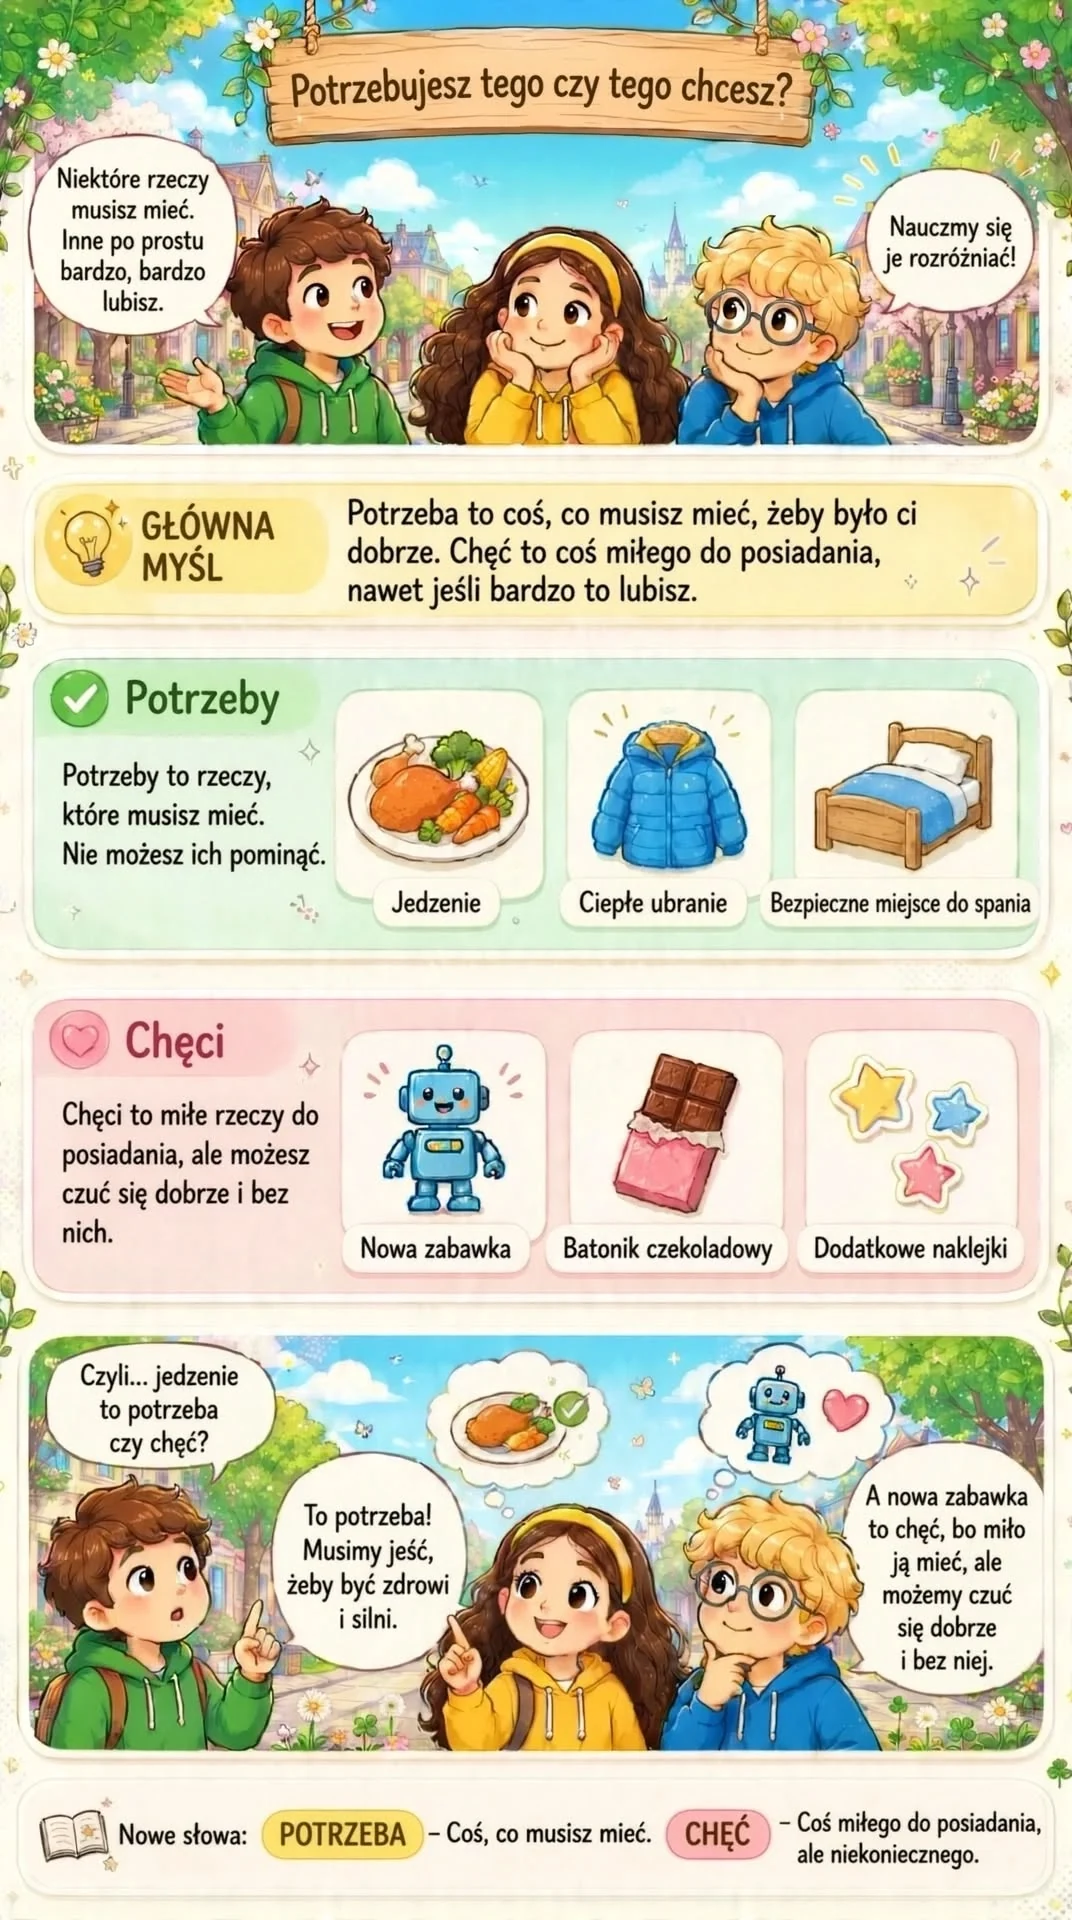 Potrzebujesz tego czy tego chcesz?
Niektóre rzeczy
musisz mieć.
Inne po prostu
bardzo, bardzo
lubisz.
Nauczmy się
je rozróżniać!
GŁÓWNA
MYŚL
Potrzeba to coś, co musisz mieć, żeby było ci
dobrze. Chęć to coś miłego do posiadania,
nawet jeśli bardzo to lubisz.
Potrzeby
Potrzeby to rzeczy,
które musisz mieć.
Nie możesz ich pominąć.
Jedzenie
Ciepłe ubranie
Bezpieczne miejsce do spania
Chęci
Chęci to miłe rzeczy do
posiadania, ale możesz
czuć się dobrze i bez
nich.
Nowa zabawka
Batonik czekoladowy
Dodatkowe naklejki
Czyli... jedzenie
to potrzeba
czy chęć?
To potrzeba!
Musimy jeść,
żeby być zdrowi
i silni.
A nowa zabawka
to chęć, bo miło
ją mieć, ale
możemy czuć
się dobrze
i bez niej.
Nowe słowa:
POTRZEBA
– Coś, co musisz mieć.
CHĘĆ
– Coś miłego do posiadania,
ale niekoniecznego.